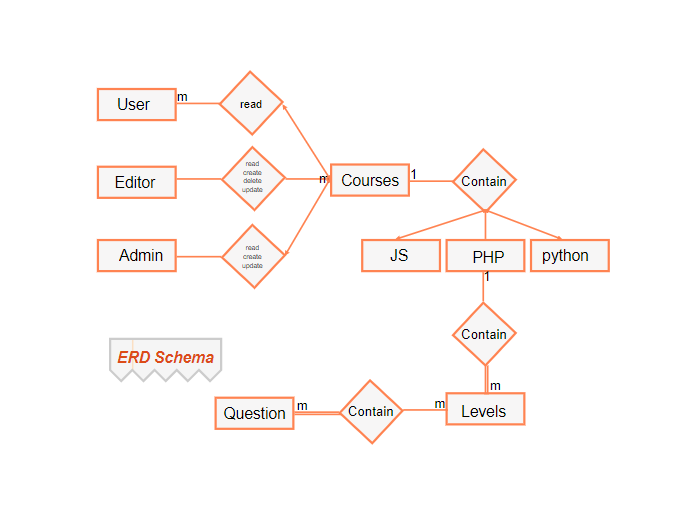 User
m
read
Editor
read
create
delete
update
m
Courses
1
Contain
Admin
read
create
update
JS
PHP
python
1
Contain
ERD Schema
m
Question
m
Contain
m
Levels